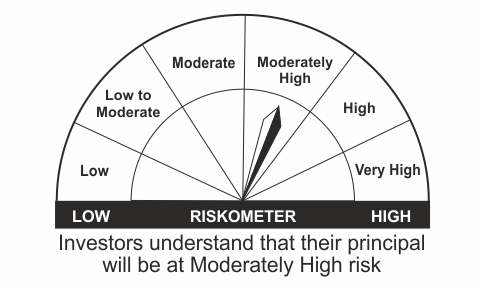 Moderate
Moderately
High
Low to
Moderate
High
Low
Very High
LOW RISKOMETER HIGH
Investors understand that their principal
will be at Moderately High risk